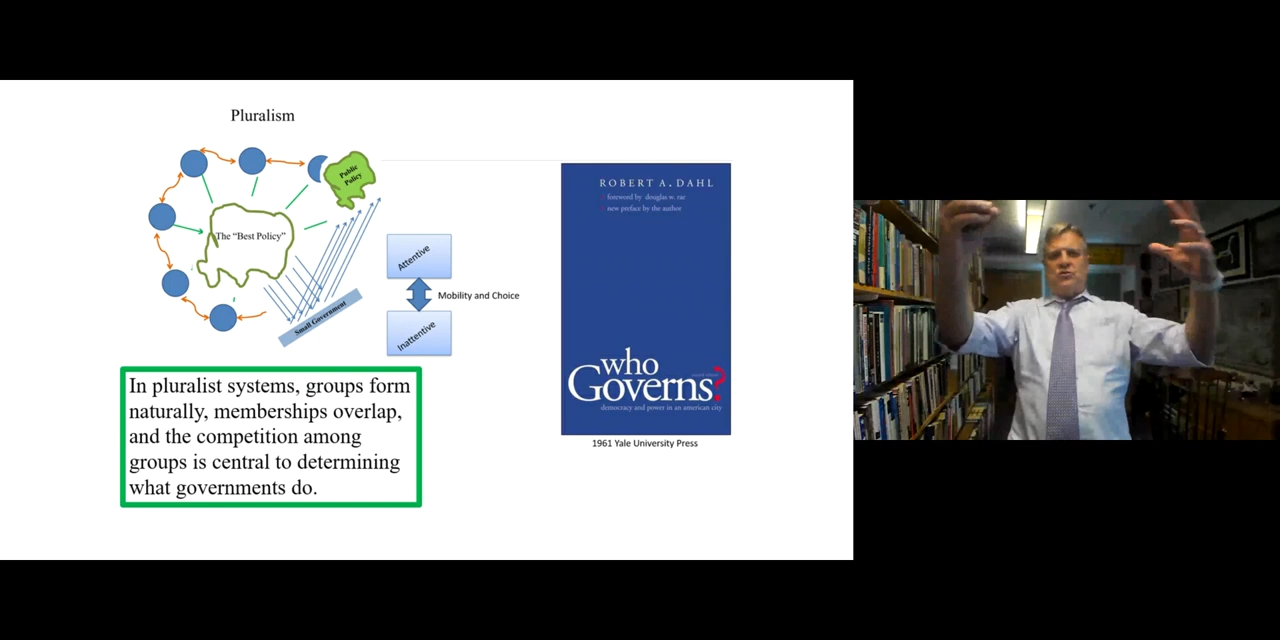 Pluralism
Public
Policy
The “Best Policy”
Small Government
Attentive
Mobility and Choice
Inattentive
In pluralist systems, groups form
naturally, memberships overlap,
and the competition among
groups is central to determining
what governments do.
ROBERT A. DAHL
foreword by douglas w. rae
new preface by the author
who
Governs?
democracy and power in an american city
1961 Yale University Press